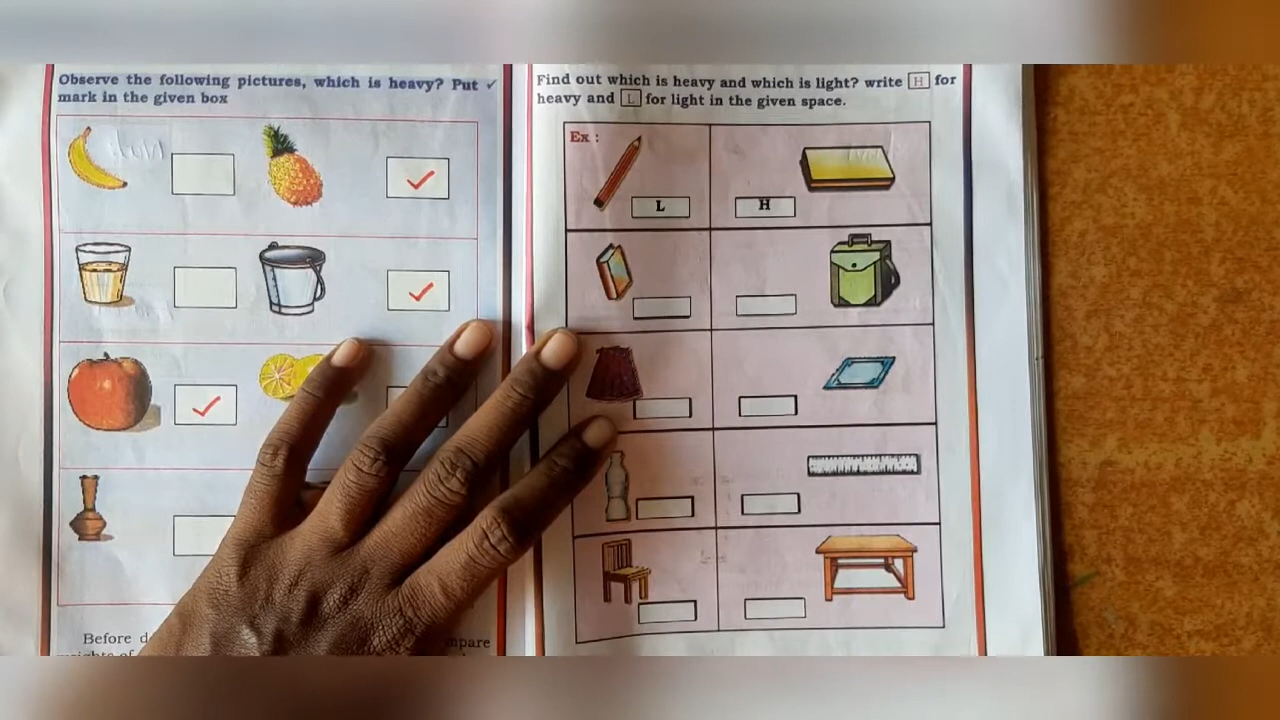 Observe the following pictures, which is heavy? Put ✓
mark in the given box
Before
mpare
Find out which is heavy and which is light? write H for
heavy and L for light in the given space.
Ex :
L
H